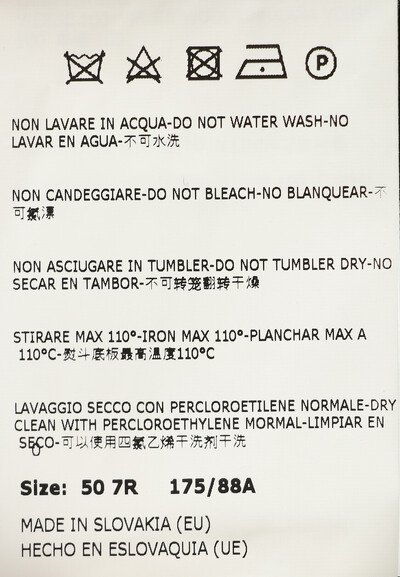 P
NON LAVARE IN ACQUA-DO NOT WATER WASH-NO
LAVAR EN AGUA-不可水洗
NON CANDEGGIARE-DO NOT BLEACH-NO BLANQUEAR-不
可氯漂
NON ASCIUGARE IN TUMBLER-DO NOT TUMBLER DRY-NO
SECAR EN TAMBOR-不可转笼翻转干燥
STIRARE MAX 110°-IRON MAX 110°-PLANCHAR MAX A
110°C-熨斗底板最高温度110°C
LAVAGGIO SECCO CON PERCLOROETILENE NORMALE-DRY
CLEAN WITH PERCLOROETHYLENE MORMAL-LIMPIAR EN
SECO-可以使用四氯乙烯干洗剂干洗
Size: 50 7R 175/88A
MADE IN SLOVAKIA (EU)
HECHO EN ESLOVAQUIA (UE)